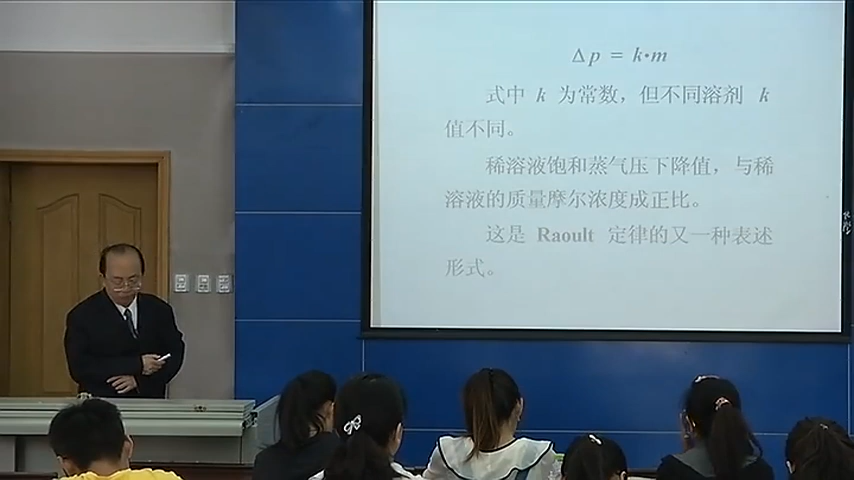 Δp = k·m
式中 k 为常数，但不同溶剂 k
值不同。
稀溶液饱和蒸气压下降值，与稀
溶液的质量摩尔浓度成正比。
这是 Raoult 定律的又一种表述
形式。